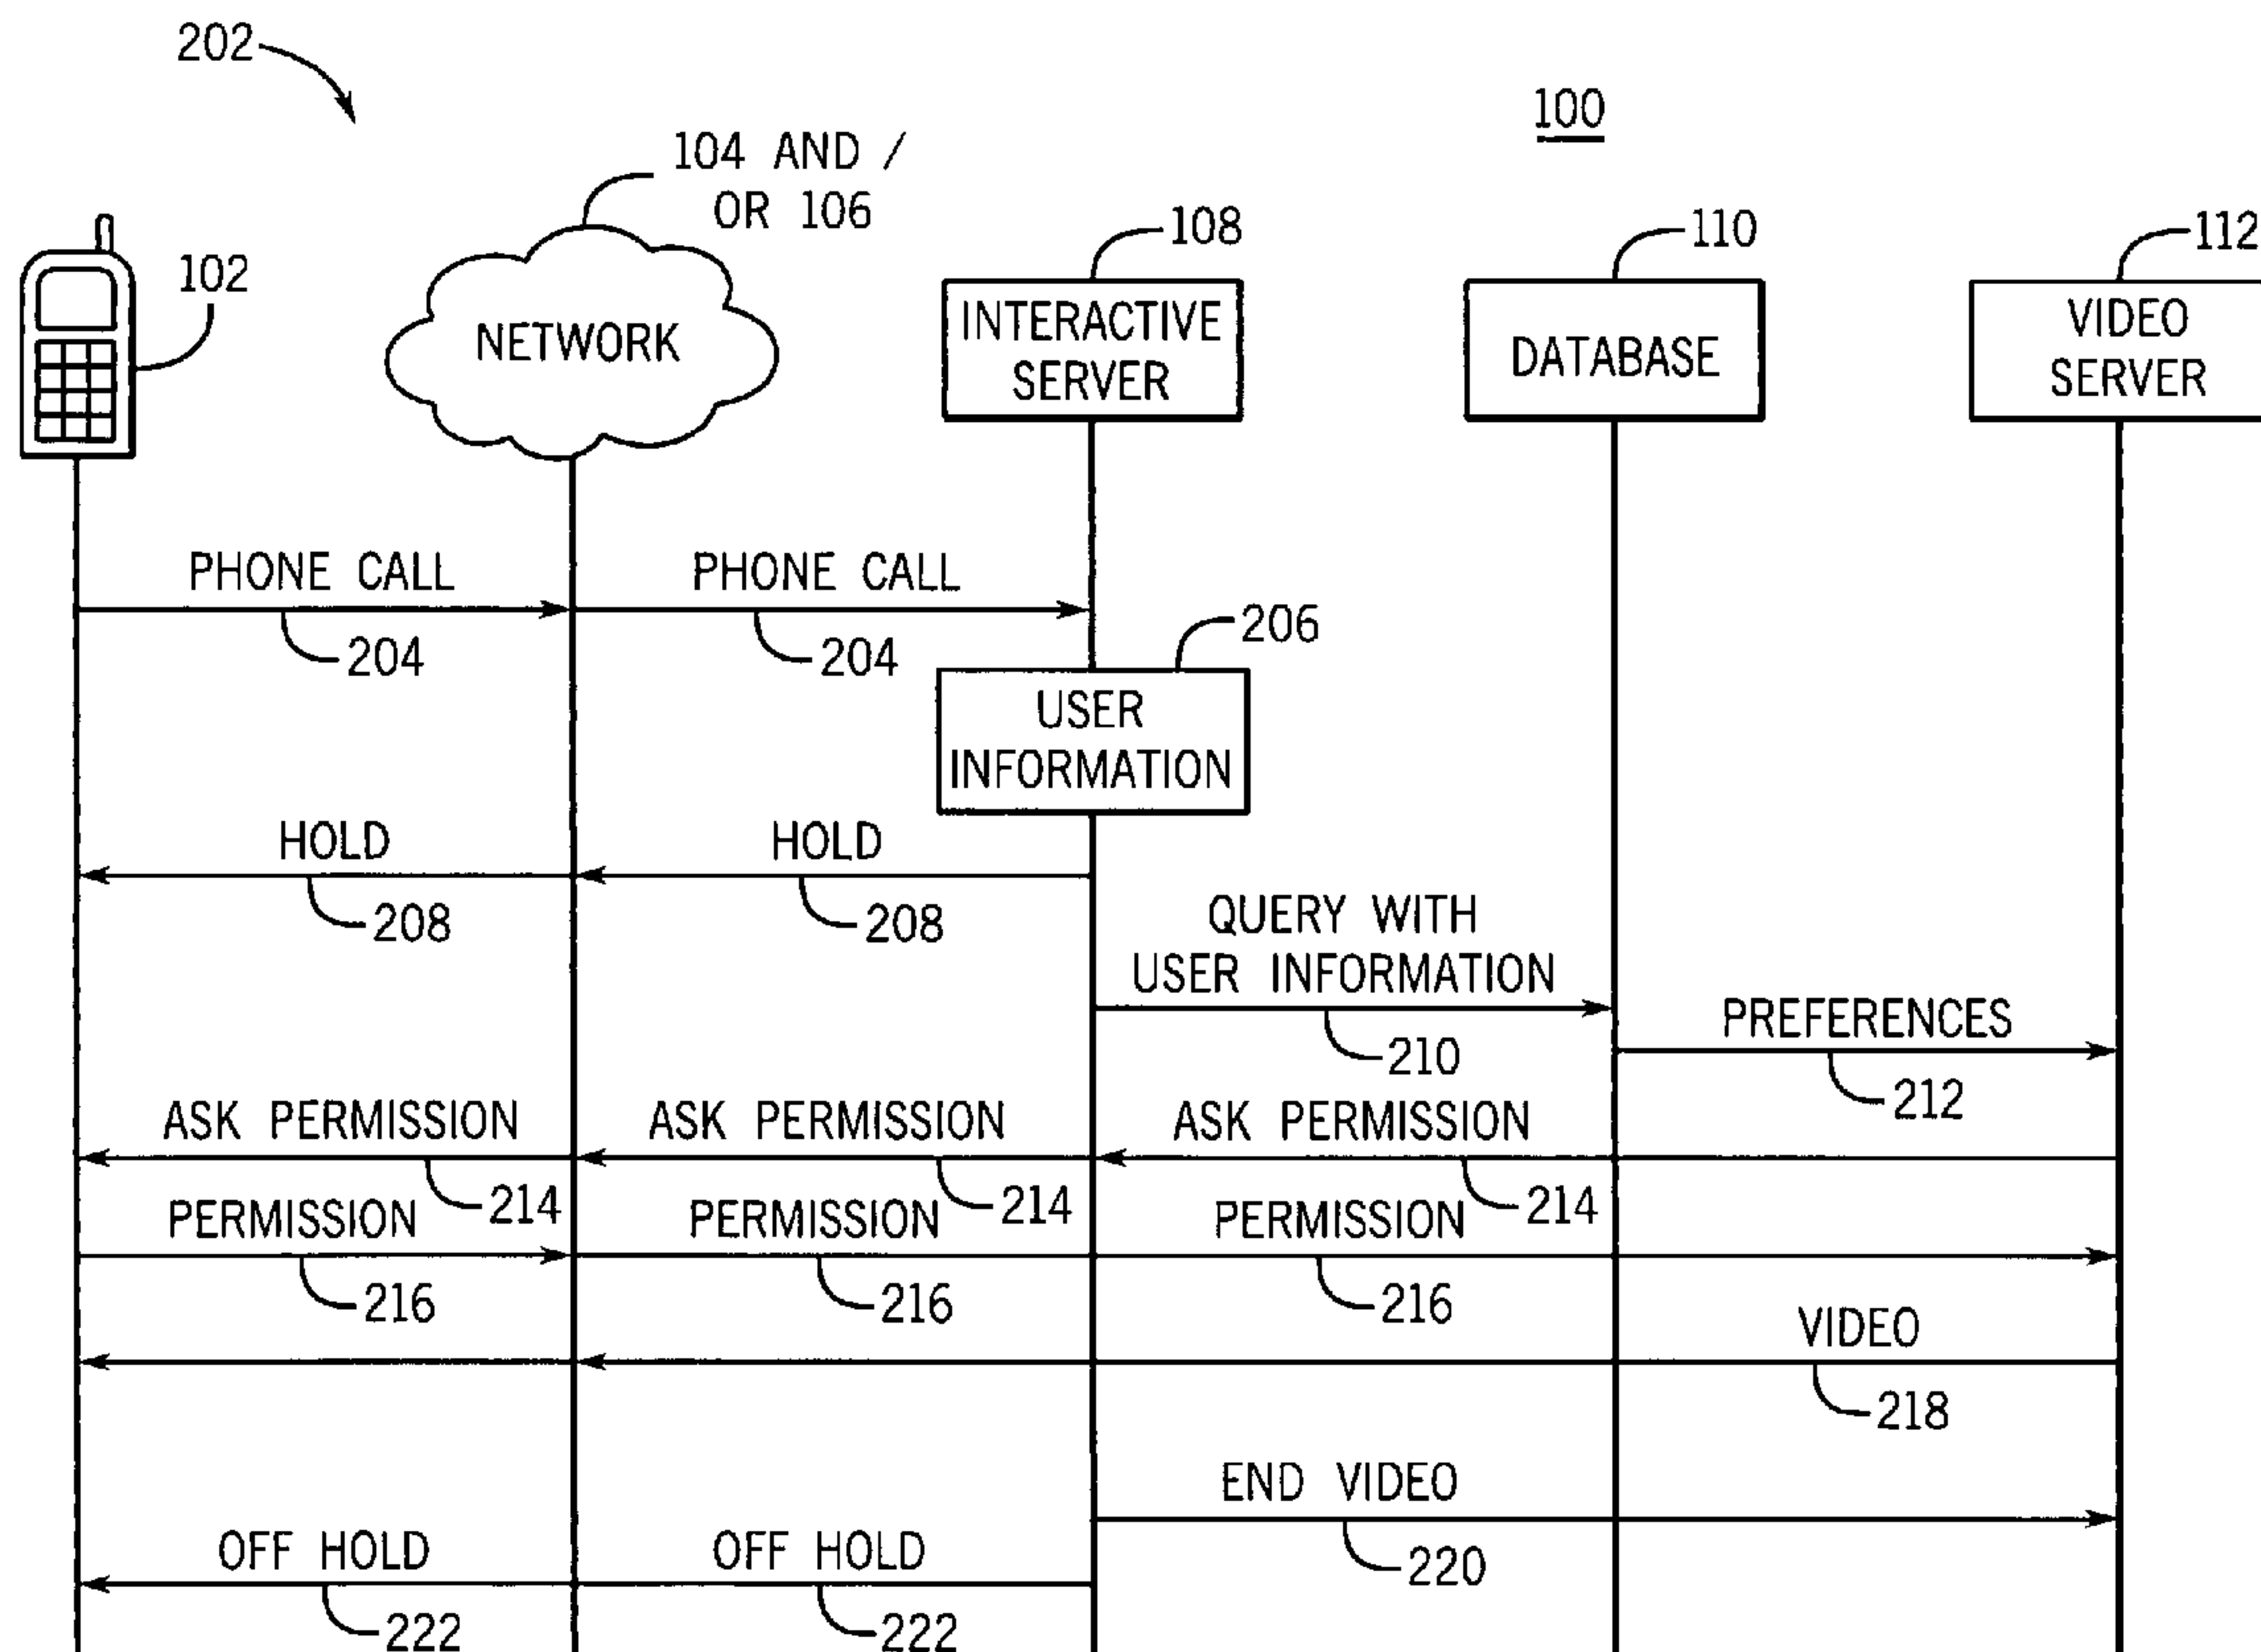 202
100
104 AND /
OR 106
108
110
112
102
NETWORK
INTERACTIVE
SERVER
DATABASE
VIDEO
SERVER
PHONE CALL
PHONE CALL
204
204
206
USER
INFORMATION
HOLD
HOLD
208
208
QUERY WITH
USER INFORMATION
210
PREFERENCES
212
ASK PERMISSION
ASK PERMISSION
ASK PERMISSION
214
214
214
PERMISSION
PERMISSION
PERMISSION
216
216
216
VIDEO
218
END VIDEO
220
OFF HOLD
OFF HOLD
222
222